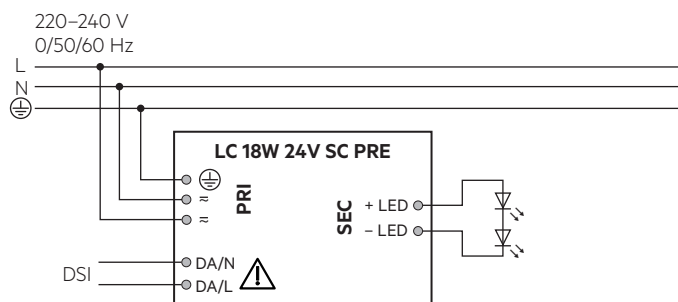 220–240 V
0/50/60 Hz
L
N
LC 18W 24V SC PRE
PRI
≂
≂
SEC
+ LED
– LED
DSI
DA/N
DA/L